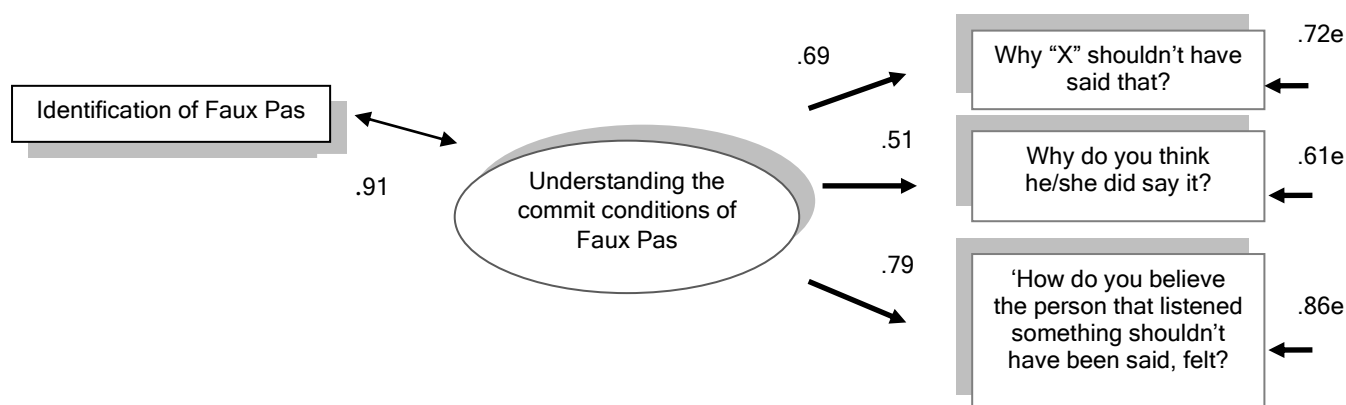 Identification of Faux Pas
.91
Understanding the
commit conditions of
Faux Pas
.69
.51
.79
Why “X” shouldn’t have
said that?
.72e
Why do you think
he/she did say it?
.61e
‘How do you believe
the person that listened
something shouldn’t
have been said, felt?
.86e